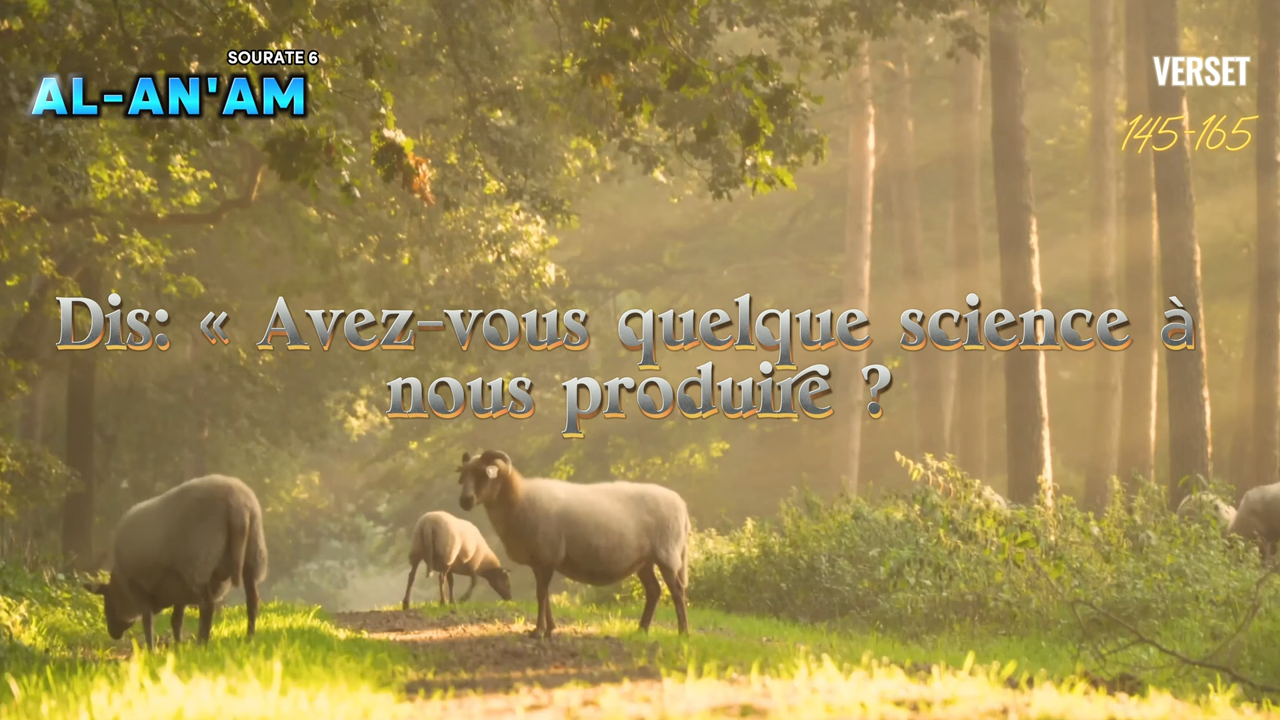 SOURATE 6
AL-AN'AM
VERSET
145-165
Dis: « Avez-vous quelque science à
nous produire ?